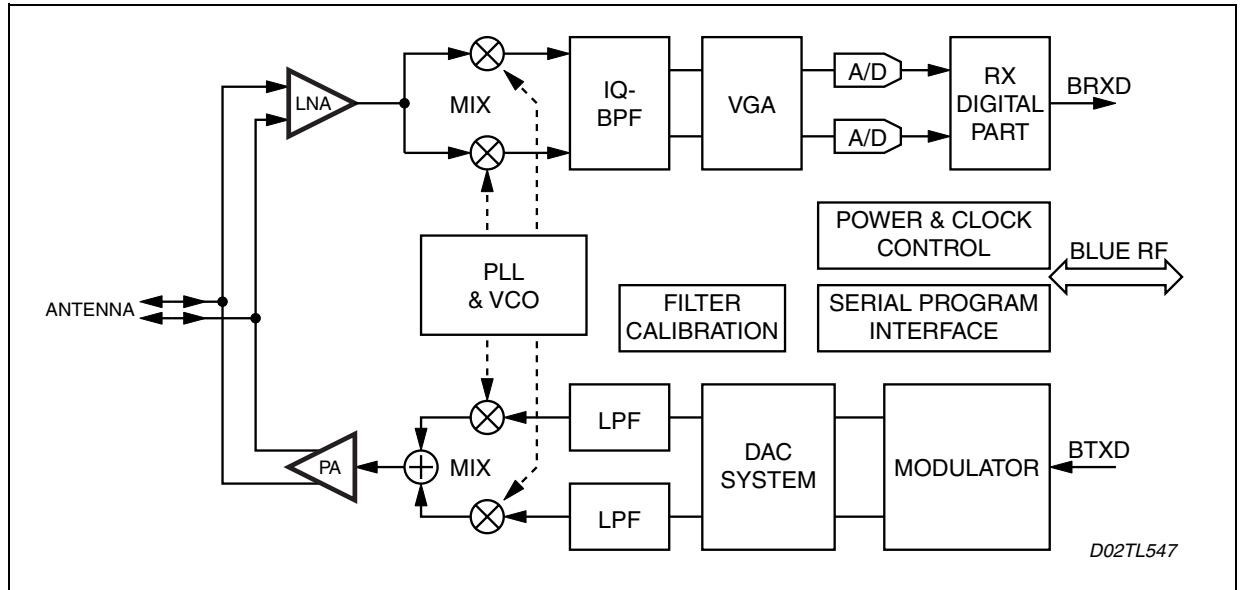 LNA
MIX
IQ-
BPF
VGA
A/D
A/D
RX
DIGITAL
PART
BRXD
POWER & CLOCK
CONTROL
BLUE RF
PLL
& VCO
FILTER
CALIBRATION
SERIAL PROGRAM
INTERFACE
ANTENNA
PA
MIX
LPF
LPF
DAC
SYSTEM
MODULATOR
BTXD
D02TL547